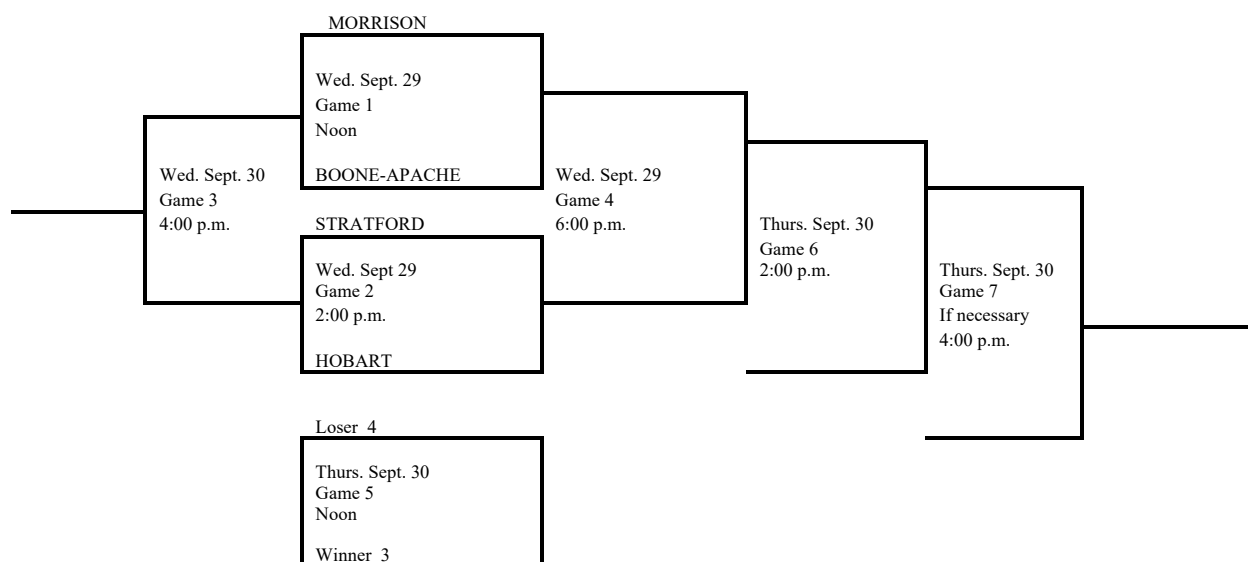 MORRISON
Wed. Sept. 29
Game 1
Noon
BOONE-APACHE
Wed. Sept. 30
Game 3
4:00 p.m.
STRATFORD
Wed. Sept 29
Game 2
2:00 p.m.
HOBART
Wed. Sept. 29
Game 4
6:00 p.m.
Thurs. Sept. 30
Game 6
2:00 p.m.
Thurs. Sept. 30
Game 7
If necessary
4:00 p.m.
Loser 4
Thurs. Sept. 30
Game 5
Noon
Winner 3